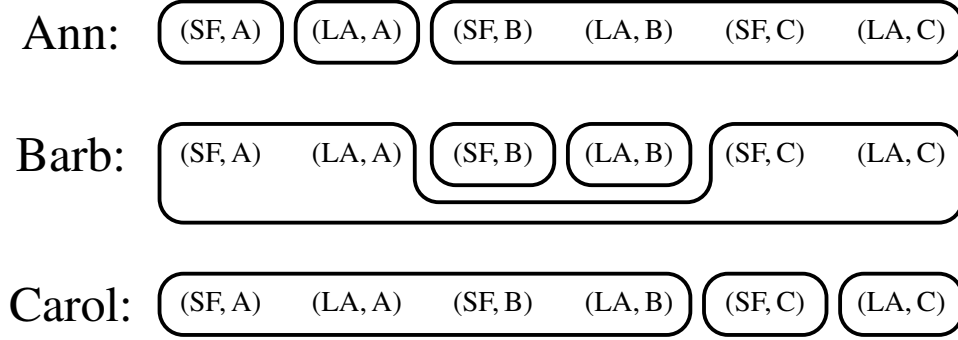 Ann: (SF, A) (LA, A) (SF, B) (LA, B) (SF, C) (LA, C)
Barb: (SF, A) (LA, A) (SF, B) (LA, B) (SF, C) (LA, C)
Carol: (SF, A) (LA, A) (SF, B) (LA, B) (SF, C) (LA, C)